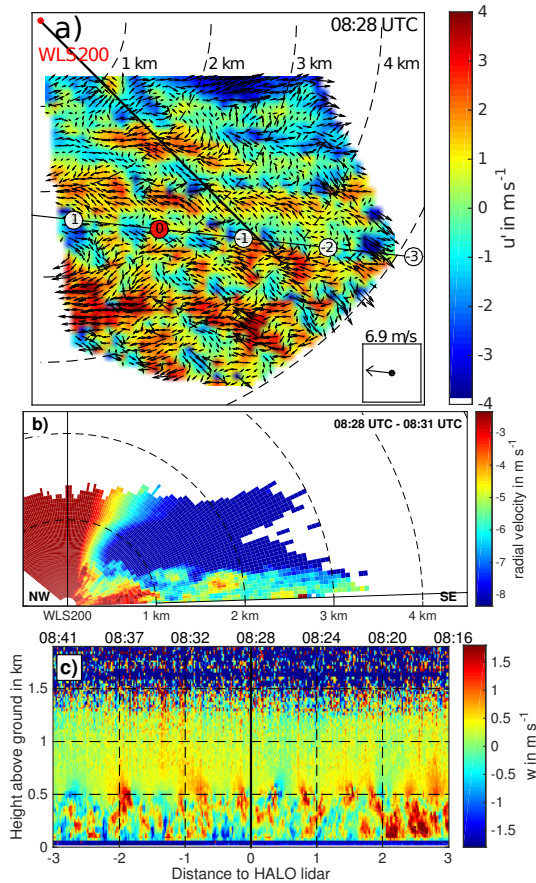 a) 08:28 UTC
WLS200
1 km 2 km 3 km 4 km
1 0 -1 -2 -3
6.9 m/s
4
3
2
1
0
-1
-2
-3
-4
u' in m s⁻¹
b) 08:28 UTC - 08:31 UTC
NW SE
WLS200 1 km 2 km 3 km 4 km
-3
-4
-5
-6
-7
-8
radial velocity in m s⁻¹
08:41 08:37 08:32 08:28 08:24 08:20 08:16
c)
1.5
1
0.5
0
Height above ground in km
-3 -2 -1 0 1 2 3
Distance to HALO lidar
1.5
1
0.5
0
-0.5
-1
-1.5
w in m s⁻¹